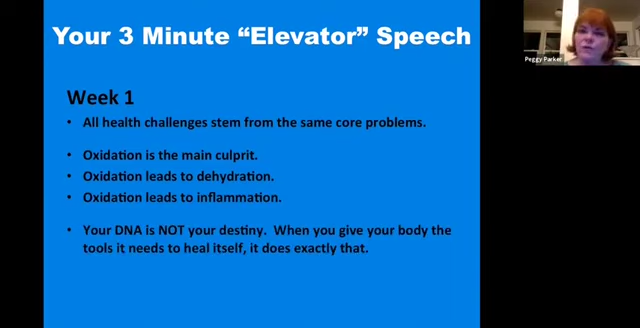 Your 3 Minute “Elevator” Speech
Peggy Parker
Week 1
• All health challenges stem from the same core problems.
• Oxidation is the main culprit.
• Oxidation leads to dehydration.
• Oxidation leads to inflammation.
• Your DNA is NOT your destiny.  When you give your body the
tools it needs to heal itself, it does exactly that.